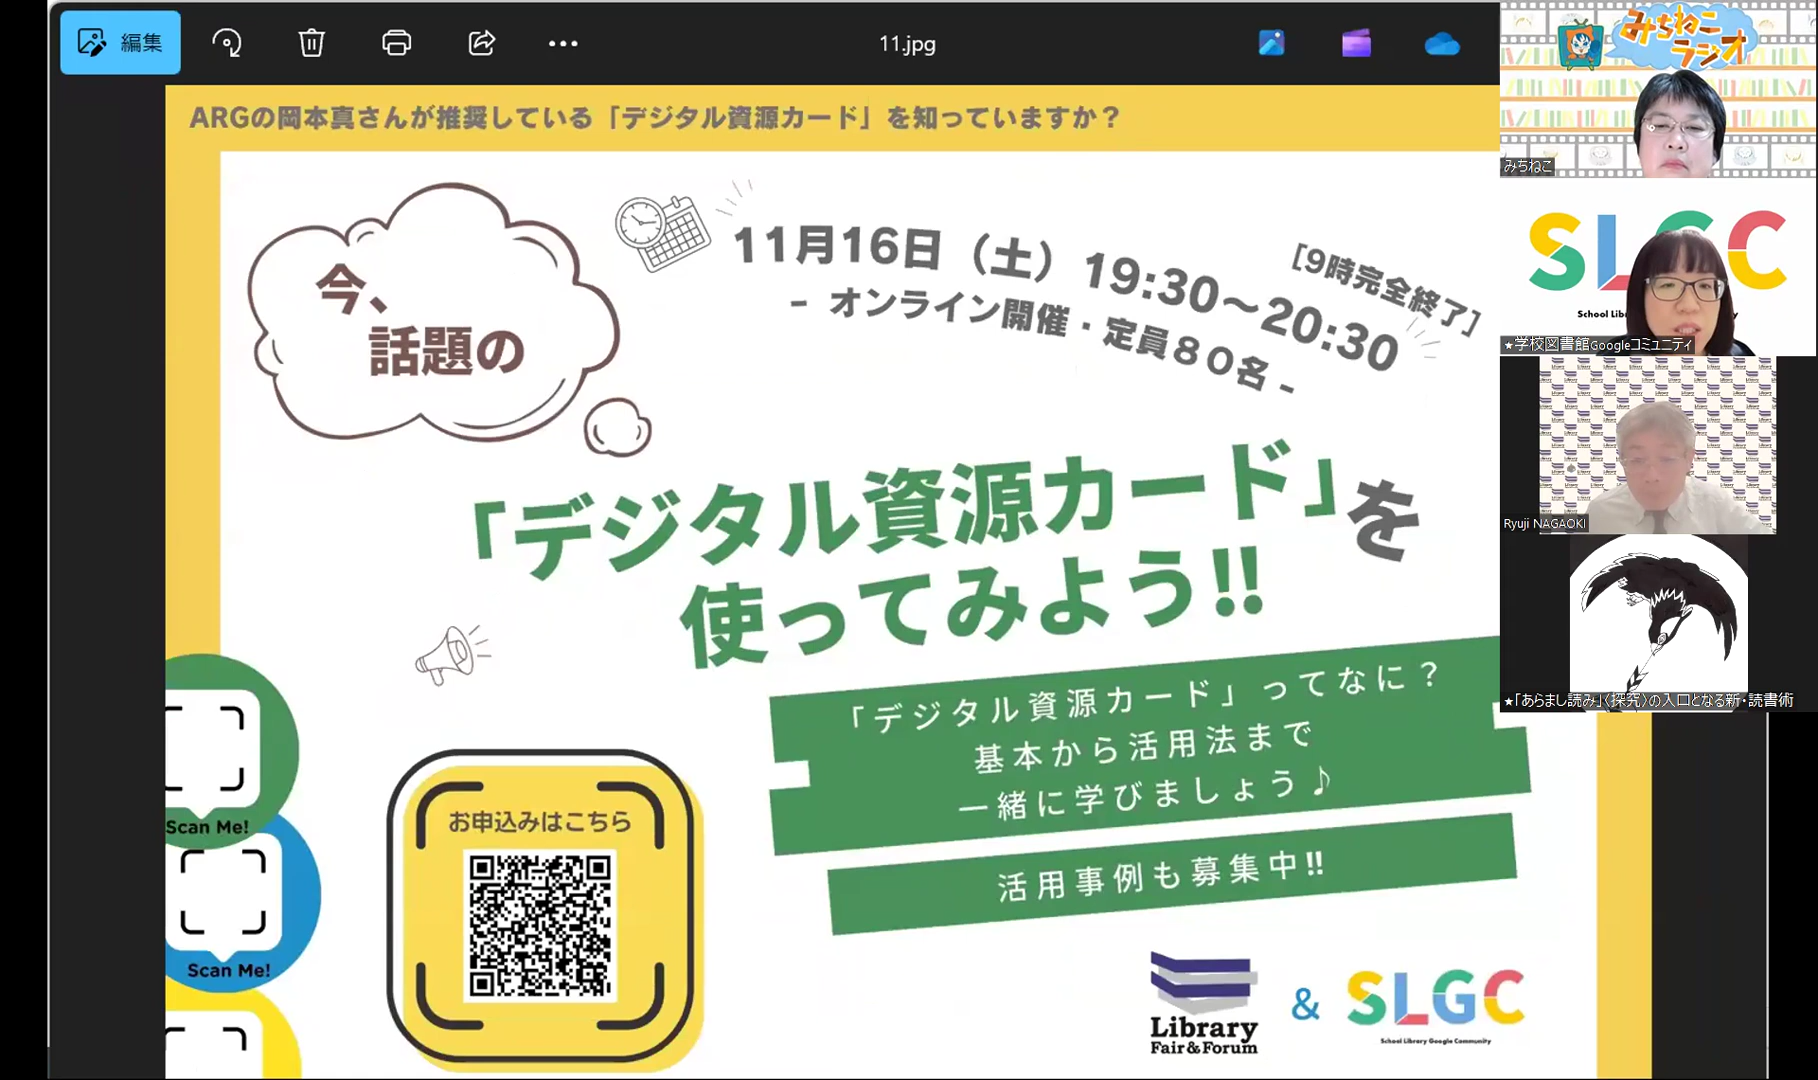 編集
11.jpg
ARGの岡本真さんが推奨している「デジタル資源カード」を知っていますか？
今、
話題の
11月16日（土）19:30～20:30
[9時完全終了]
- オンライン開催・定員８０名 -
「デジタル資源カード」を
使ってみよう!!
「デジタル資源カード」ってなに？
基本から活用法まで
一緒に学びましょう♪
活用事例も募集中!!
お申込みはこちら
Scan Me!
Scan Me!
Library
Fair & Forum
&
SLGC
School Library Google Community
みちねこ
ラジオ
みちねこ
SLGC
School Lib
★学校図書館Googleコミュニティ
Ryuji NAGAOKI
★「あらまし読み」〈探究〉の入口となる新・読書術